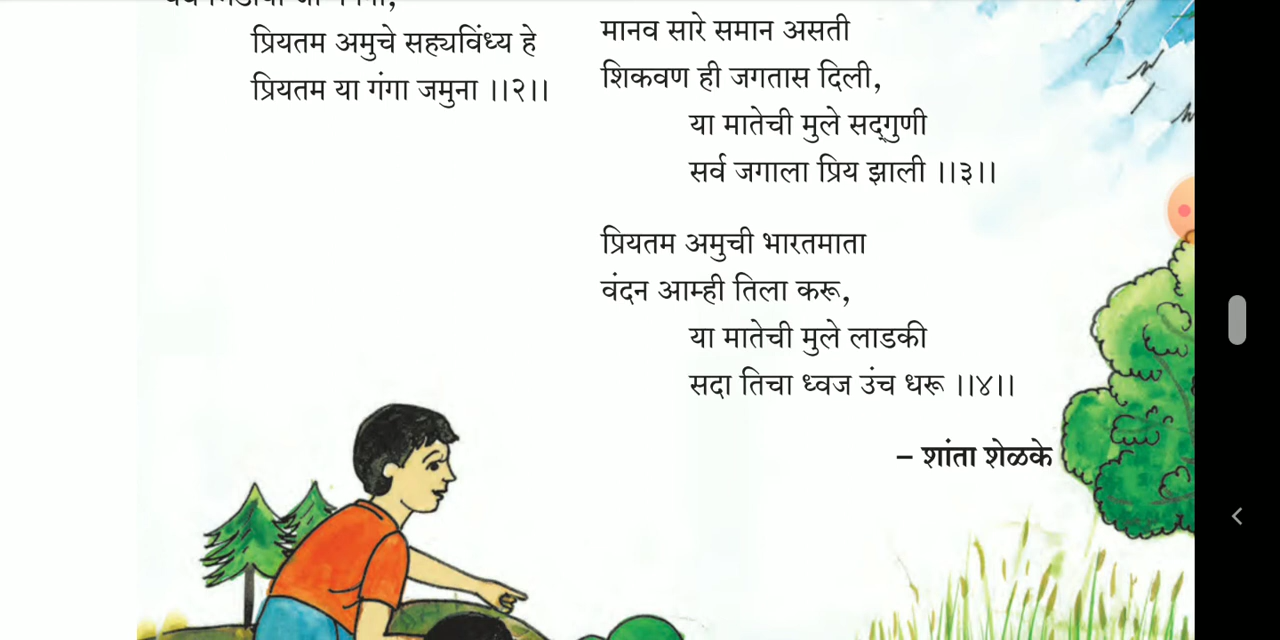 प्रियतम अमुचे सह्यविंध्य हे
प्रियतम या गंगा जमुना ।।२।।
मानव सारे समान असती
शिकवण ही जगतास दिली,
या मातेची मुले सद्‌गुणी
सर्व जगाला प्रिय झाली ।।३।।
प्रियतम अमुची भारतमाता
वंदन आम्ही तिला करू,
या मातेची मुले लाडकी
सदा तिचा ध्वज उंच धरू ।।४।।
– शांता शेळके